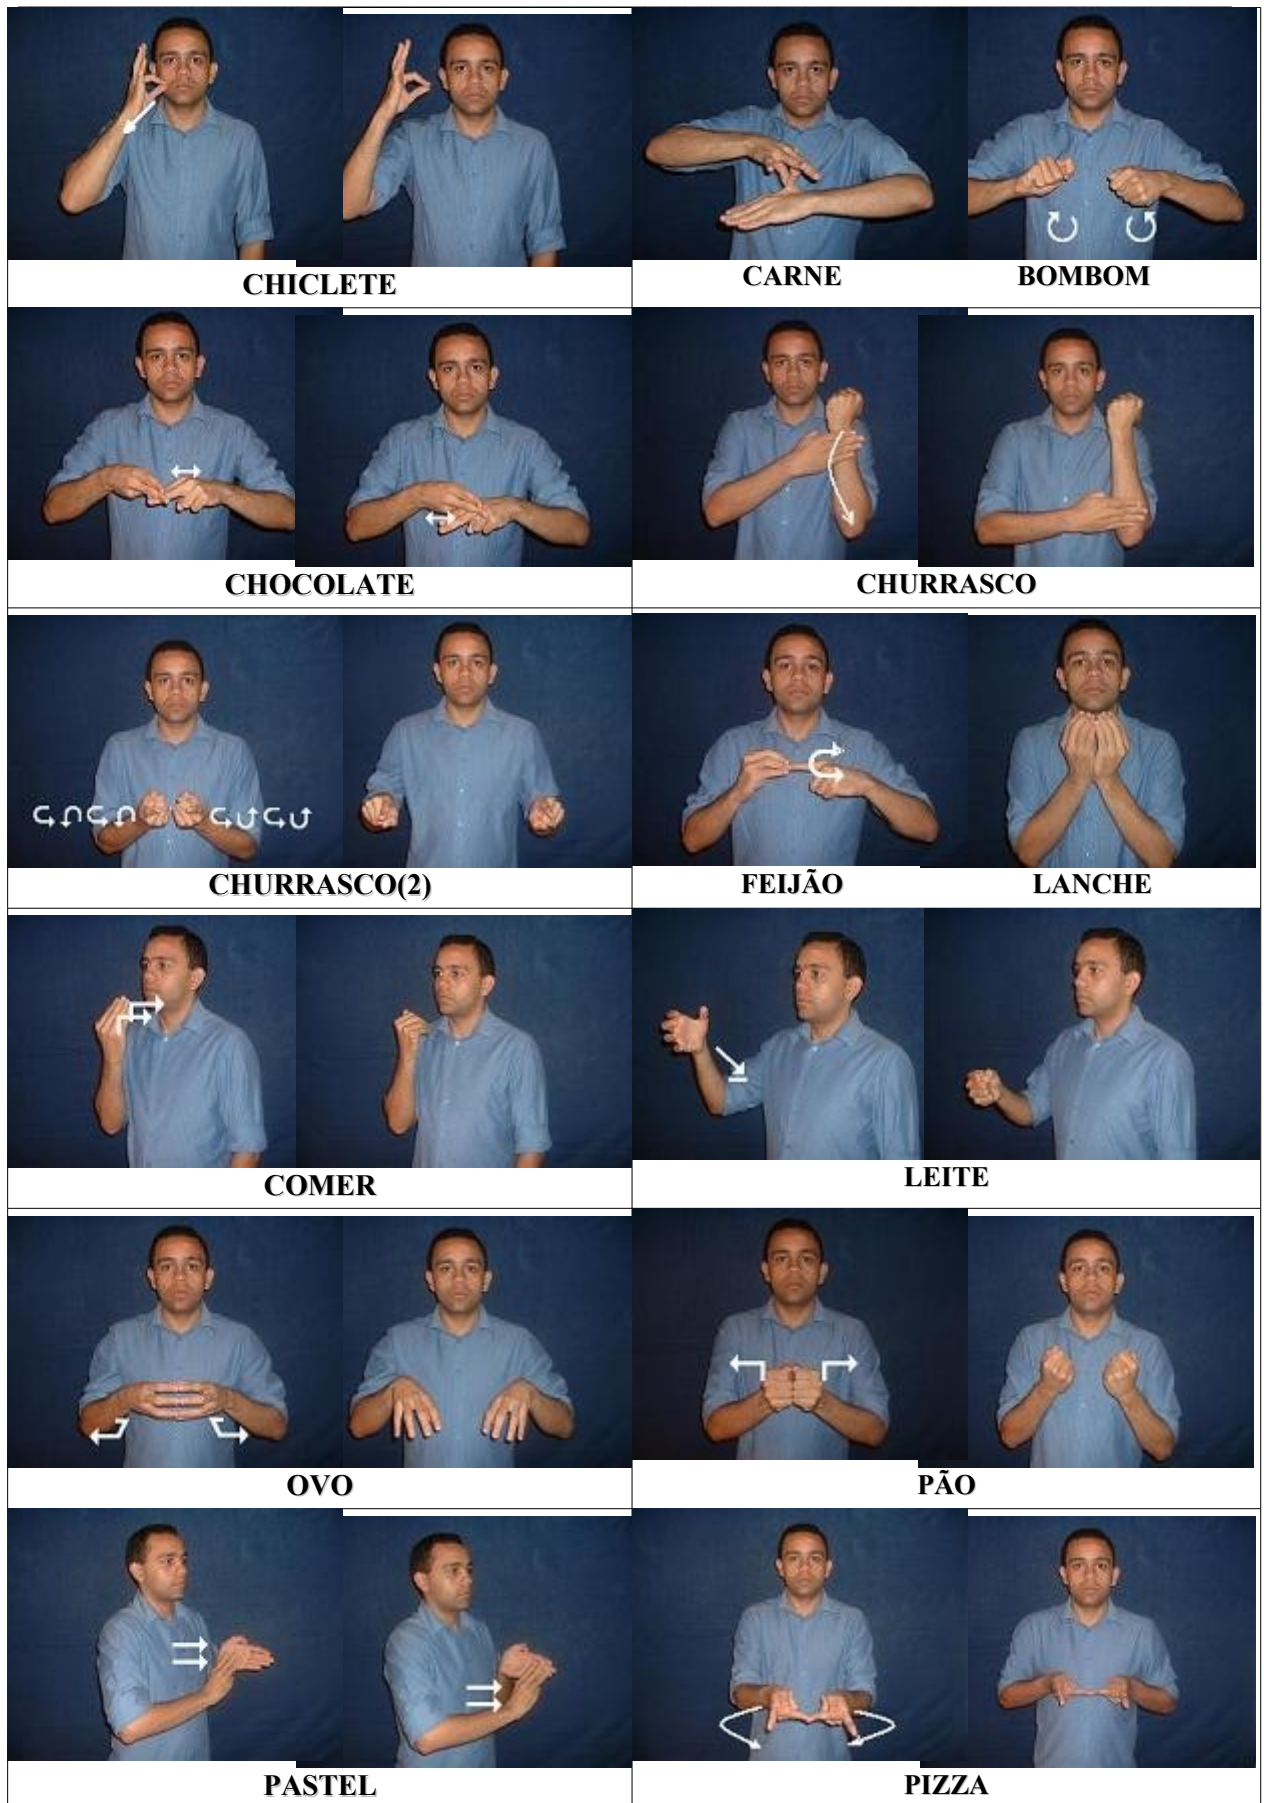 CHICLETE
CARNE
BOMBOM
CHOCOLATE
CHURRASCO
CHURRASCO(2)
FEIJÃO
LANCHE
COMER
LEITE
OVO
PÃO
PASTEL
PIZZA